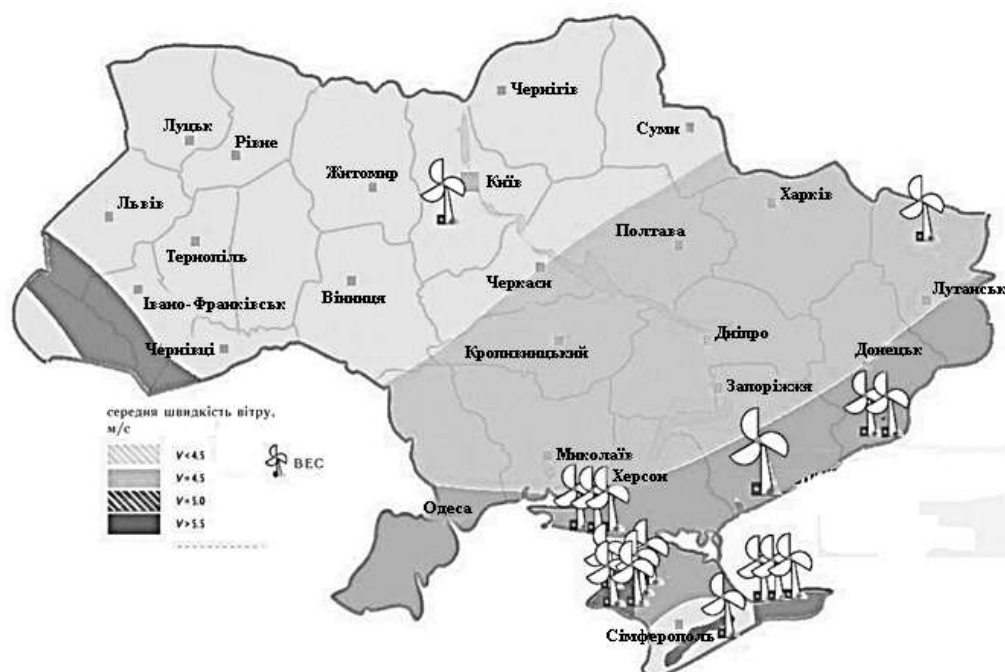 Чернігів
Суми
Луцьк
Рівне
Житомир
Київ
Харків
Львів
Полтава
Тернопіль
Черкаси
Івано-Франківськ
Вінниця
Луганськ
Чернівці
Кропивницький
Дніпро
Донецьк
Запоріжжя
середня швидкість вітру,
м/с
V<4.5
V=4.5
V=5.0
V>5.5
ВЕС
Миколаїв
Херсон
Одеса
Сімферополь